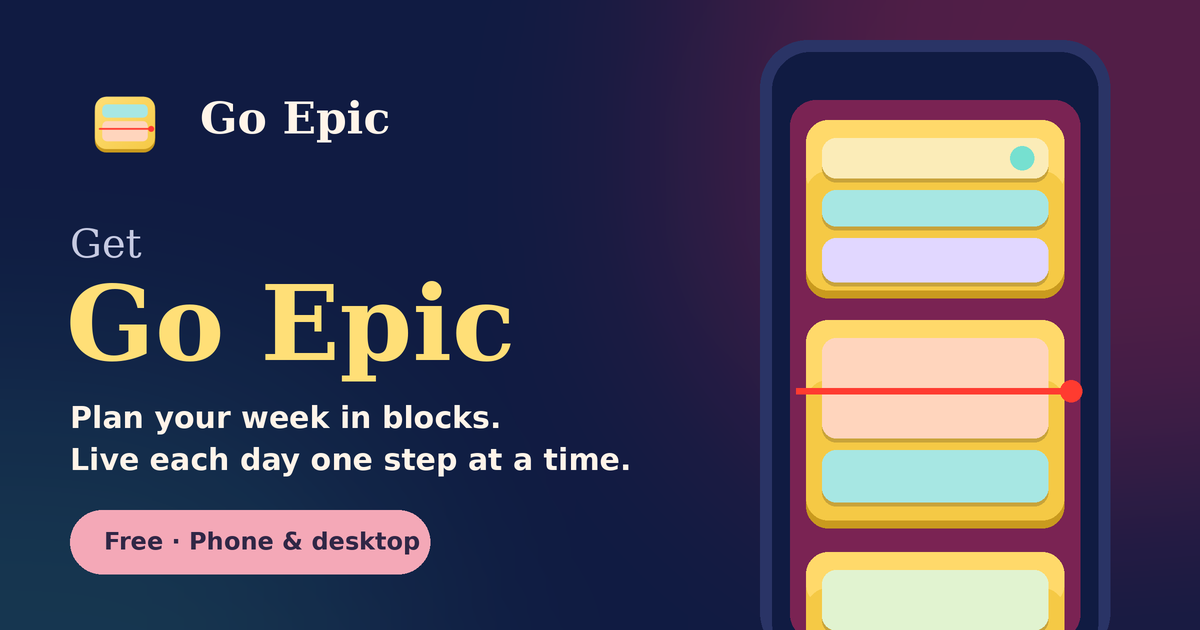 Go Epic
Get
Go Epic
Plan your week in blocks.
Live each day one step at a time.
Free · Phone & desktop